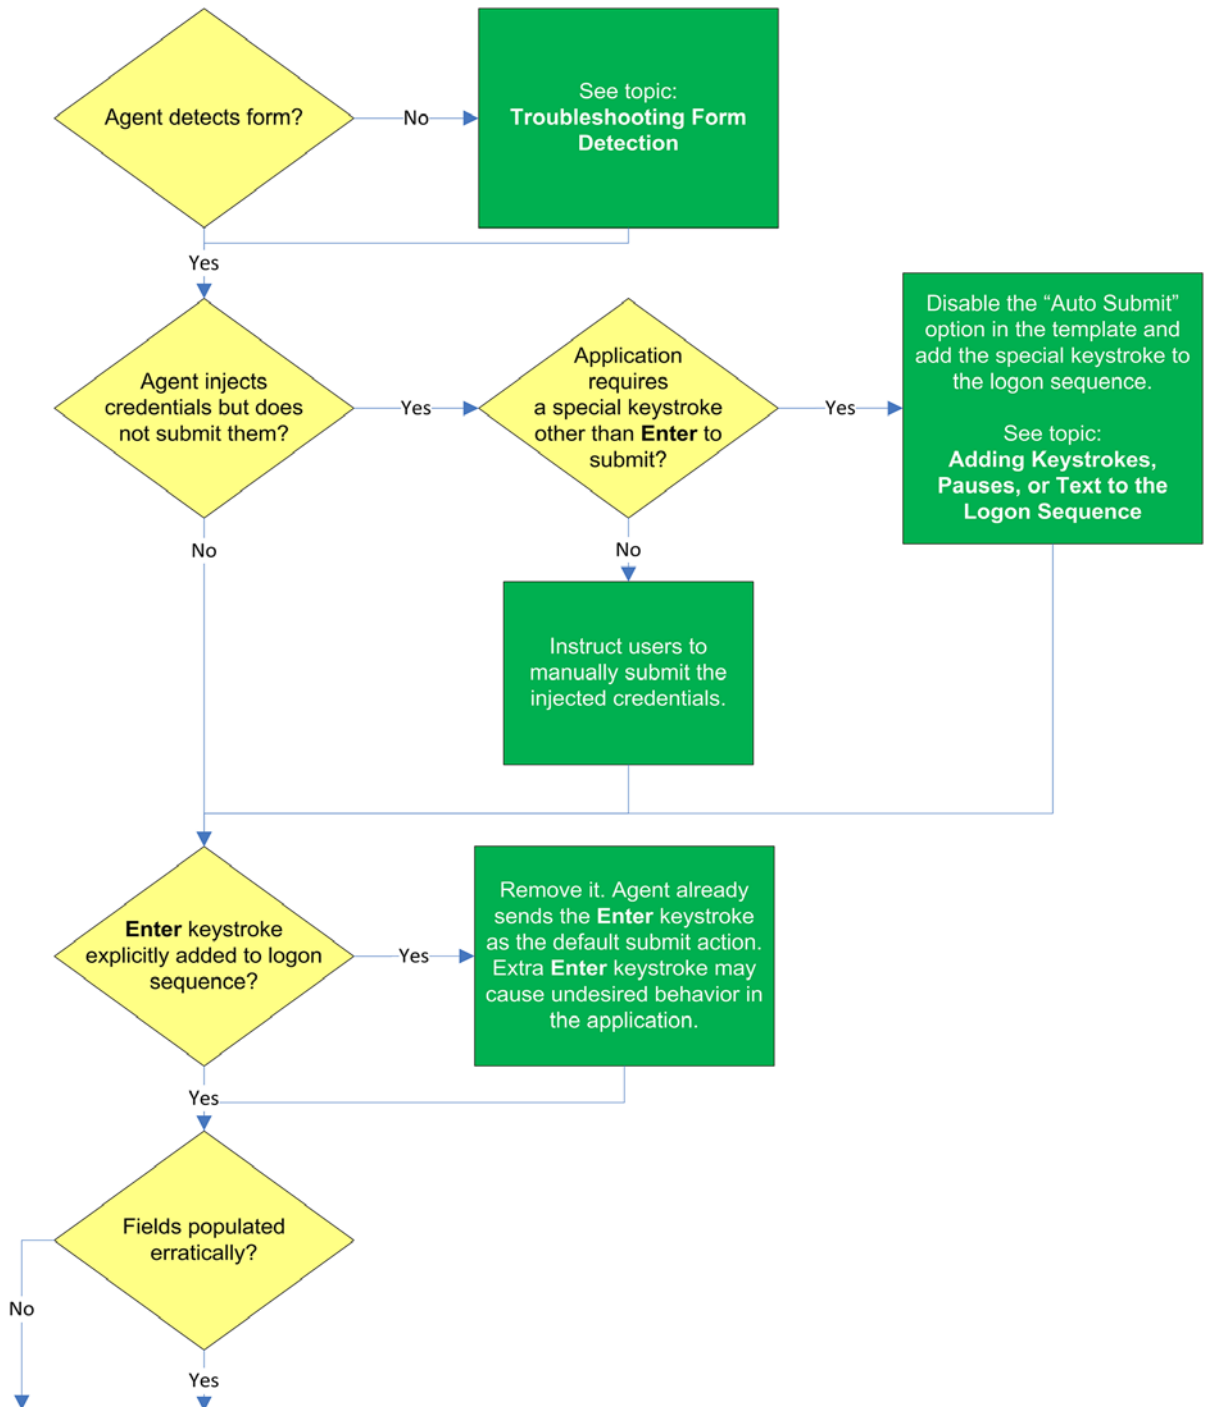 Agent detects form?
No
See topic:
Troubleshooting Form
Detection
Yes
Agent injects
credentials but does
not submit them?
Yes
Application
requires
a special keystroke
other than Enter to
submit?
Yes
Disable the “Auto Submit”
option in the template and
add the special keystroke to
the logon sequence.
See topic:
Adding Keystrokes,
Pauses, or Text to the
Logon Sequence
No
No
Instruct users to
manually submit the
injected credentials.
Enter keystroke
explicitly added to logon
sequence?
Yes
Remove it. Agent already
sends the Enter keystroke
as the default submit action.
Extra Enter keystroke may
cause undesired behavior in
the application.
Yes
Fields populated
erratically?
No
Yes